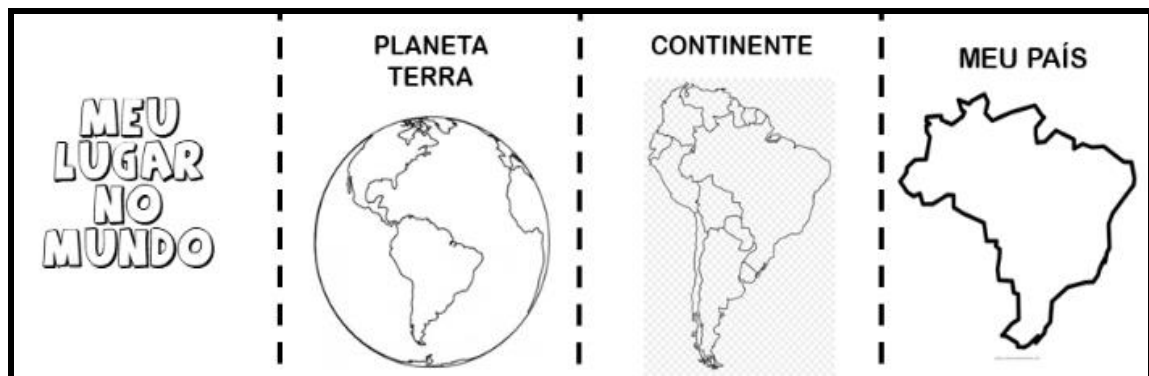 MEU
LUGAR
NO
MUNDO
PLANETA
TERRA
CONTINENTE
MEU PAÍS